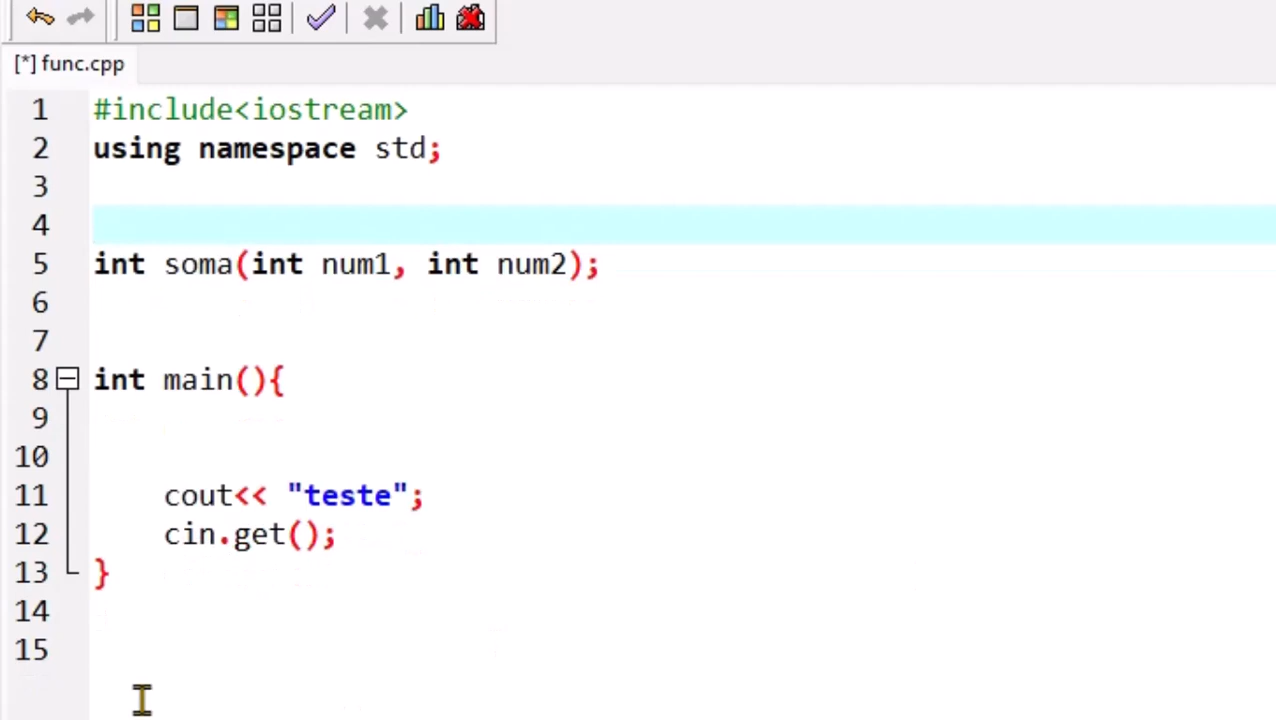 [*] func.cpp
1 #include<iostream>
2 using namespace std;
3
4
5 int soma(int num1, int num2);
6
7
8 int main(){
9
10
11 cout<< "teste";
12 cin.get();
13 }
14
15